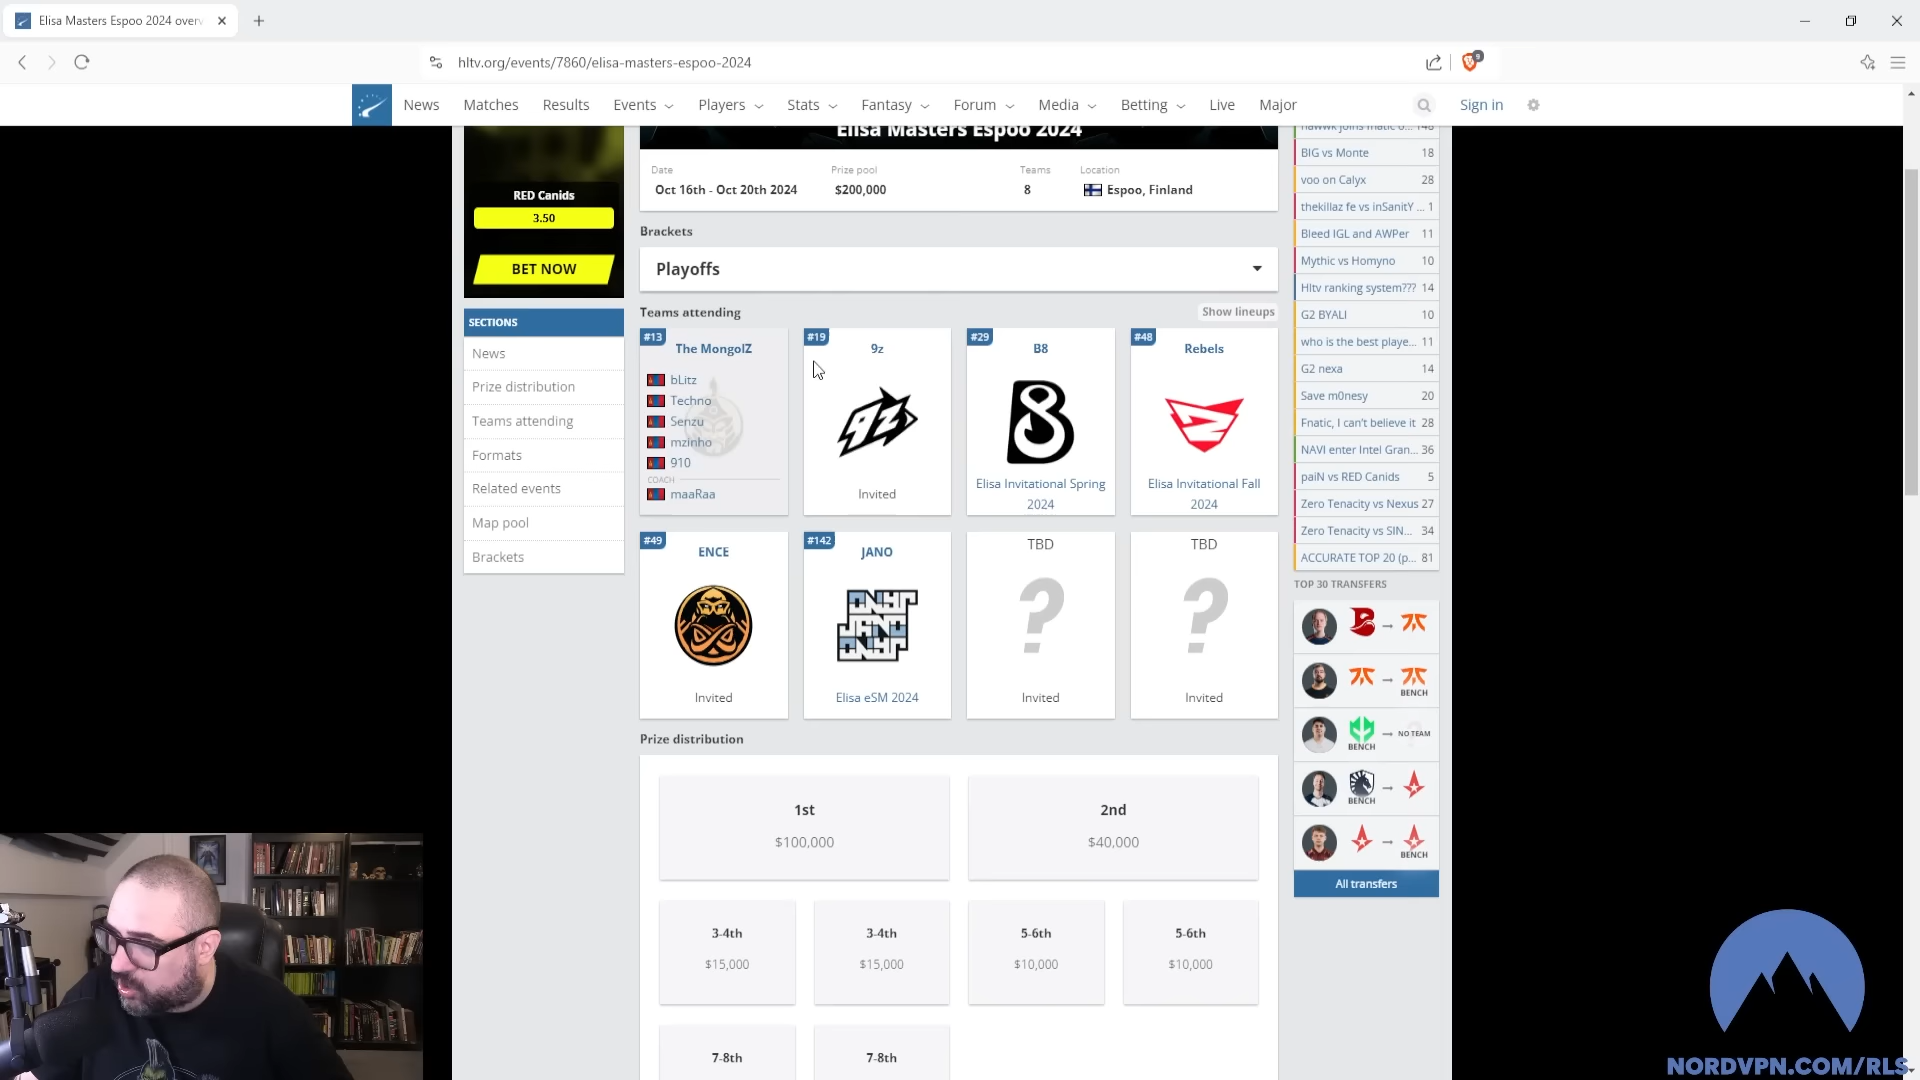 Elisa Masters Espoo 2024 overv
hltv.org/events/7860/elisa-masters-espoo-2024
9
News
Matches
Results
Events
Players
Stats
Fantasy
Forum
Media
Betting
Live
Major
Sign in
RED Canids
3.50
BET NOW
SECTIONS
News
Prize distribution
Teams attending
Formats
Related events
Map pool
Brackets
Elisa Masters Espoo 2024
Date
Prize pool
Teams
Location
Oct 16th - Oct 20th 2024
$200,000
8
Espoo, Finland
Brackets
Playoffs
Teams attending
Show lineups
#13
The MongolZ
bLitz
Techno
Senzu
mzinho
910
COACH
maaRaa
#19
9z
Invited
#29
B8
Elisa Invitational Spring
2024
#48
Rebels
Elisa Invitational Fall
2024
#49
ENCE
Invited
#142
JANO
JANO
Elisa eSM 2024
TBD
?
Invited
TBD
?
Invited
Prize distribution
1st
$100,000
2nd
$40,000
3-4th
$15,000
3-4th
$15,000
5-6th
$10,000
5-6th
$10,000
7-8th
7-8th
hawwk joins matic o... 148
BIG vs Monte 18
voo on Calyx 28
thekillaz fe vs inSanitY ... 1
Bleed IGL and AWPer 11
Mythic vs Homyno 10
Hltv ranking system??? 14
G2 BYALI 10
who is the best playe... 11
G2 nexa 14
Save m0nesy 20
Fnatic, I can't believe it 28
NAVI enter Intel Gran... 36
paiN vs RED Canids 5
Zero Tenacity vs Nexus 27
Zero Tenacity vs SIN... 34
ACCURATE TOP 20 (p... 81
TOP 30 TRANSFERS
BENCH
BENCH
NO TEAM
BENCH
BENCH
All transfers
NORDVPN.COM/RLS